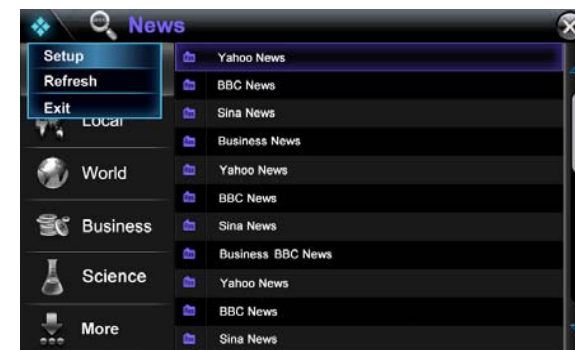 News
Setup
Refresh
Exit
Local
World
Business
Science
More
Yahoo News
BBC News
Sina News
Business News
Yahoo News
BBC News
Sina News
Business BBC News
Yahoo News
BBC News
Sina News